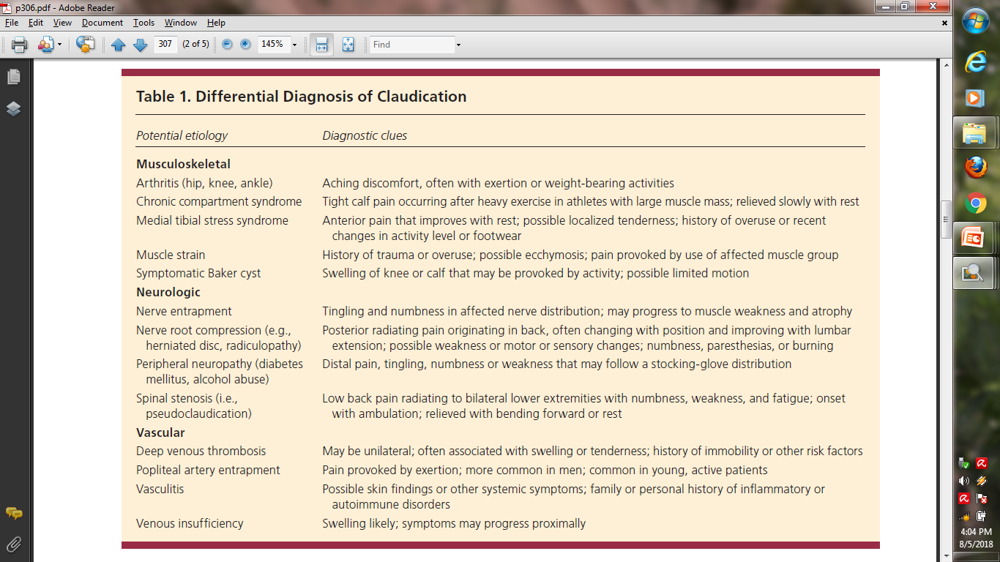 p306.pdf - Adobe Reader
File Edit View Document Tools Window Help
307 (2 of 5) 145% Find
Table 1. Differential Diagnosis of Claudication
Potential etiology Diagnostic clues
Musculoskeletal
Arthritis (hip, knee, ankle) Aching discomfort, often with exertion or weight-bearing activities
Chronic compartment syndrome Tight calf pain occurring after heavy exercise in athletes with large muscle mass; relieved slowly with rest
Medial tibial stress syndrome Anterior pain that improves with rest; possible localized tenderness; history of overuse or recent
changes in activity level or footwear
Muscle strain History of trauma or overuse; possible ecchymosis; pain provoked by use of affected muscle group
Symptomatic Baker cyst Swelling of knee or calf that may be provoked by activity; possible limited motion
Neurologic
Nerve entrapment Tingling and numbness in affected nerve distribution; may progress to muscle weakness and atrophy
Nerve root compression (e.g., Posterior radiating pain originating in back, often changing with position and improving with lumbar
herniated disc, radiculopathy) extension; possible weakness or motor or sensory changes; numbness, paresthesias, or burning
Peripheral neuropathy (diabetes Distal pain, tingling, numbness or weakness that may follow a stocking-glove distribution
mellitus, alcohol abuse)
Spinal stenosis (i.e., Low back pain radiating to bilateral lower extremities with numbness, weakness, and fatigue; onset
pseudoclaudication) with ambulation; relieved with bending forward or rest
Vascular
Deep venous thrombosis May be unilateral; often associated with swelling or tenderness; history of immobility or other risk factors
Popliteal artery entrapment Pain provoked by exertion; more common in men; common in young, active patients
Vasculitis Possible skin findings or other systemic symptoms; family or personal history of inflammatory or
autoimmune disorders
Venous insufficiency Swelling likely; symptoms may progress proximally
4:04 PM
8/5/2018